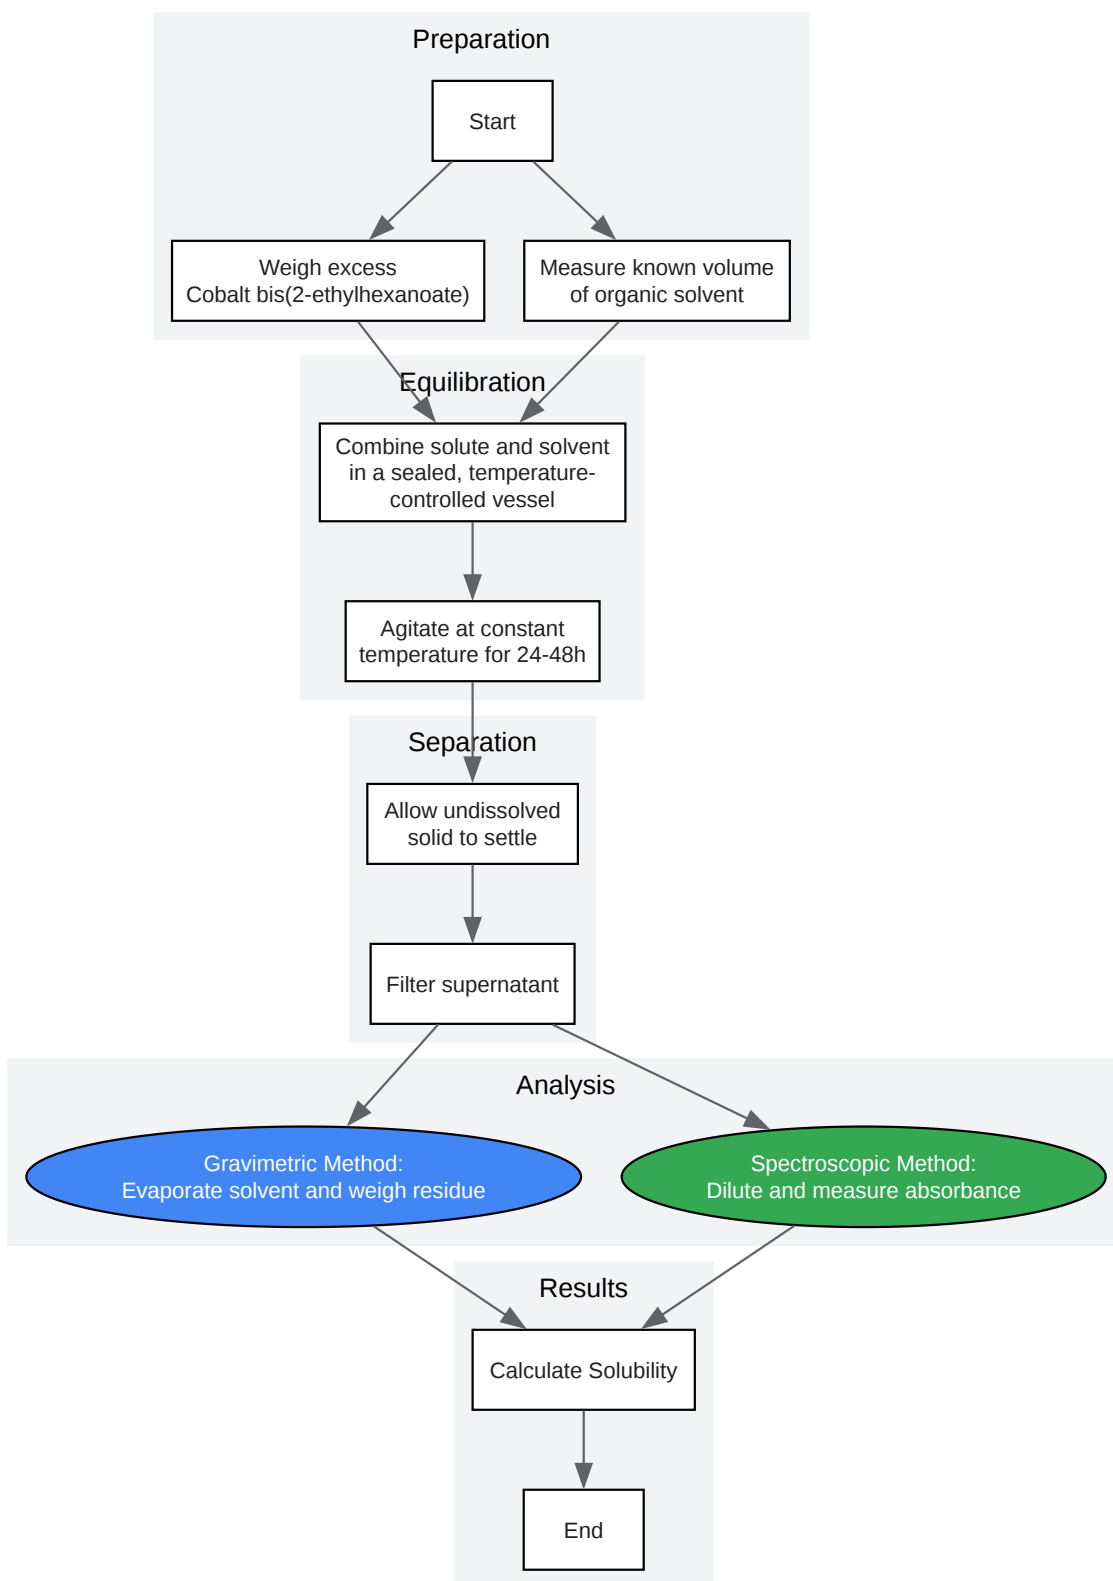 Preparation
Start
Weigh excess
Cobalt bis(2-ethylhexanoate)
Measure known volume
of organic solvent
Equilibration
Combine solute and solvent
in a sealed, temperature-
controlled vessel
Agitate at constant
temperature for 24-48h
Separation
Allow undissolved
solid to settle
Filter supernatant
Analysis
Gravimetric Method:
Evaporate solvent and weigh residue
Spectroscopic Method:
Dilute and measure absorbance
Results
Calculate Solubility
End